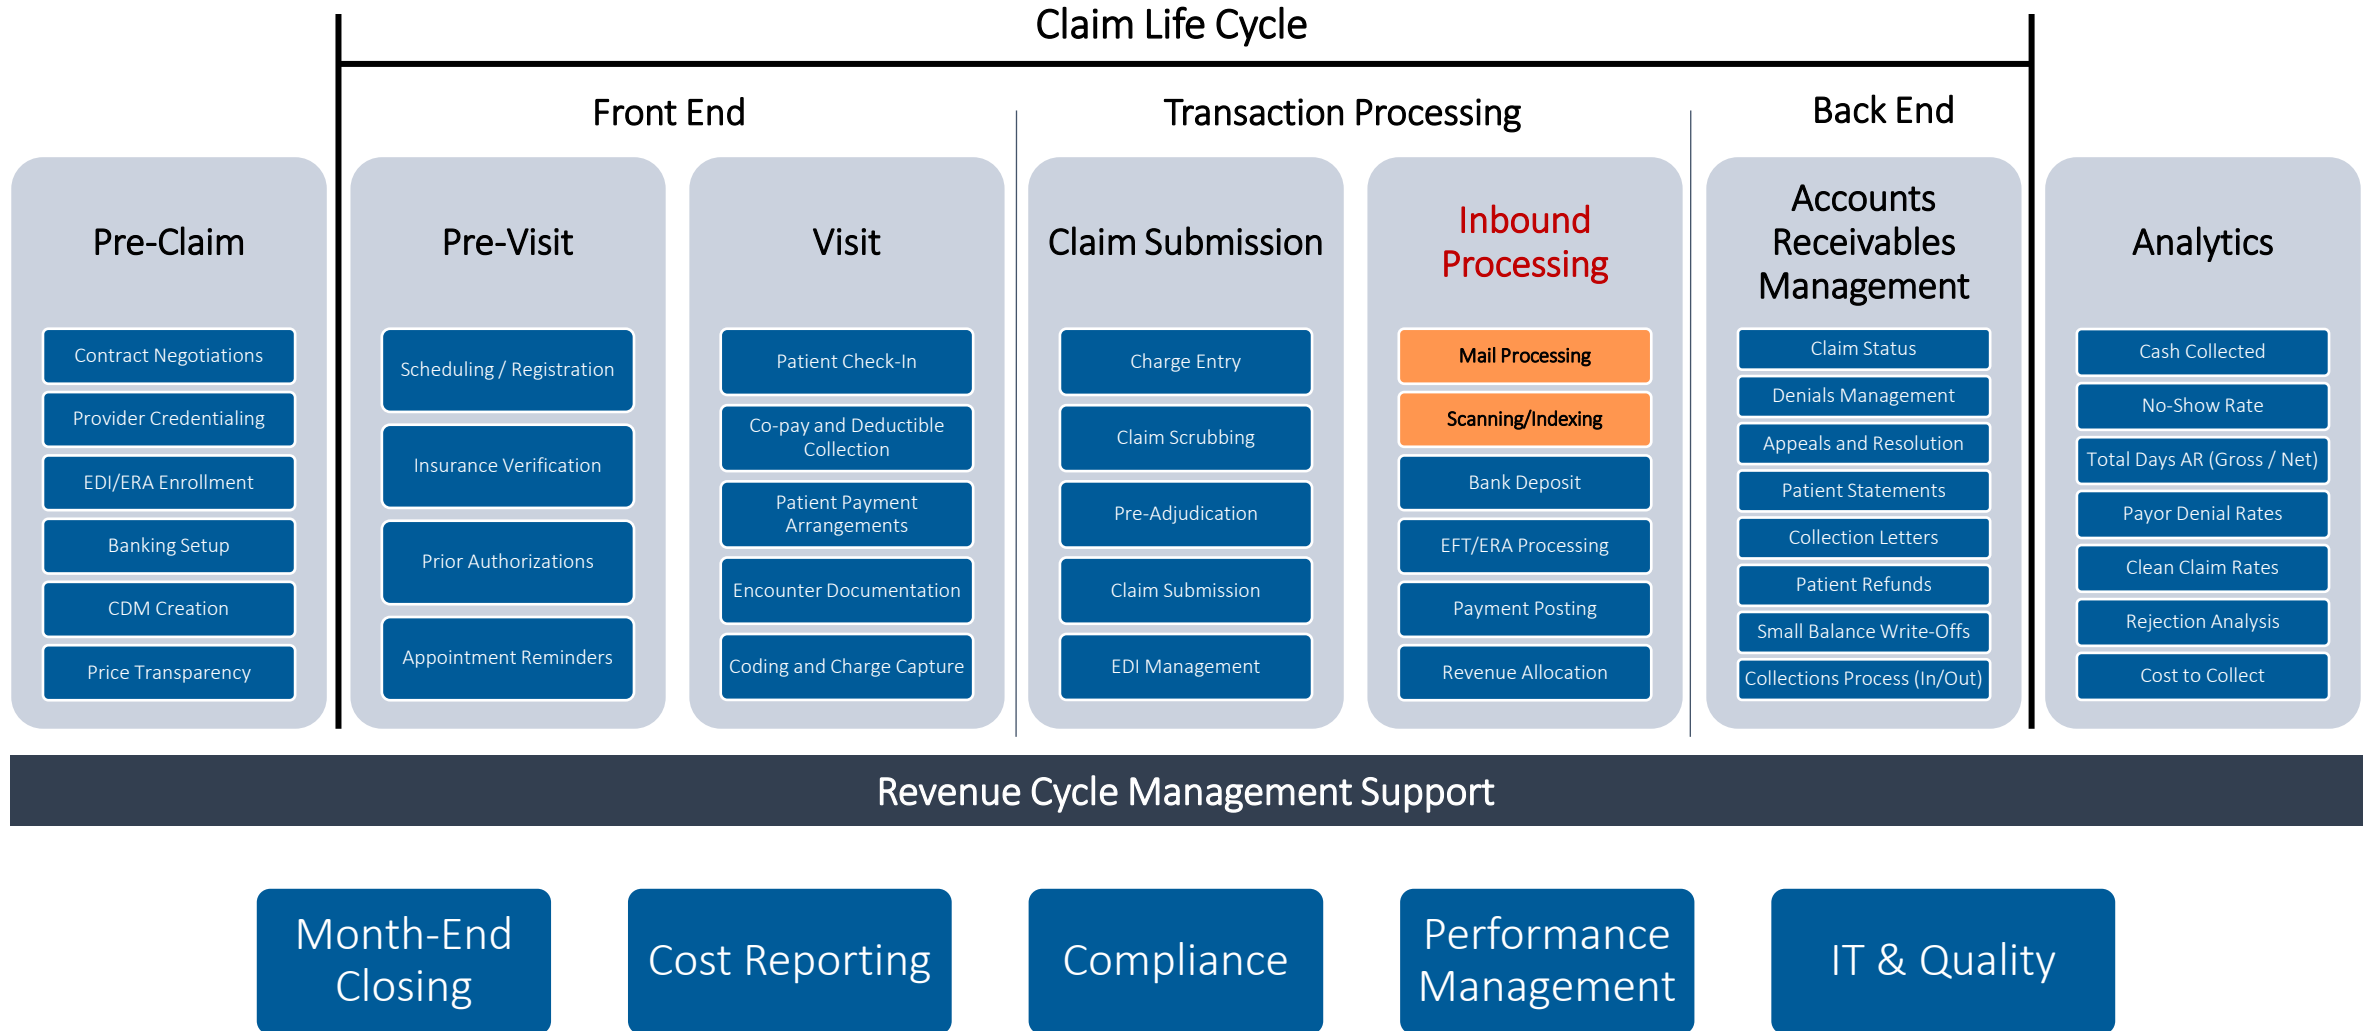 Claim Life Cycle
Front End
Transaction Processing
Back End
Pre-Claim
Contract Negotiations
Provider Credentialing
EDI/ERA Enrollment
Banking Setup
CDM Creation
Price Transparency
Pre-Visit
Scheduling / Registration
Insurance Verification
Prior Authorizations
Appointment Reminders
Visit
Patient Check-In
Co-pay and Deductible
Collection
Patient Payment
Arrangements
Encounter Documentation
Coding and Charge Capture
Claim Submission
Charge Entry
Claim Scrubbing
Pre-Adjudication
Claim Submission
EDI Management
Inbound
Processing
Mail Processing
Scanning/Indexing
Bank Deposit
EFT/ERA Processing
Payment Posting
Revenue Allocation
Accounts
Receivables
Management
Claim Status
Denials Management
Appeals and Resolution
Patient Statements
Collection Letters
Patient Refunds
Small Balance Write-Offs
Collections Process (In/Out)
Analytics
Cash Collected
No-Show Rate
Total Days AR (Gross / Net)
Payor Denial Rates
Clean Claim Rates
Rejection Analysis
Cost to Collect
Revenue Cycle Management Support
Month-End
Closing
Cost Reporting
Compliance
Performance
Management
IT & Quality